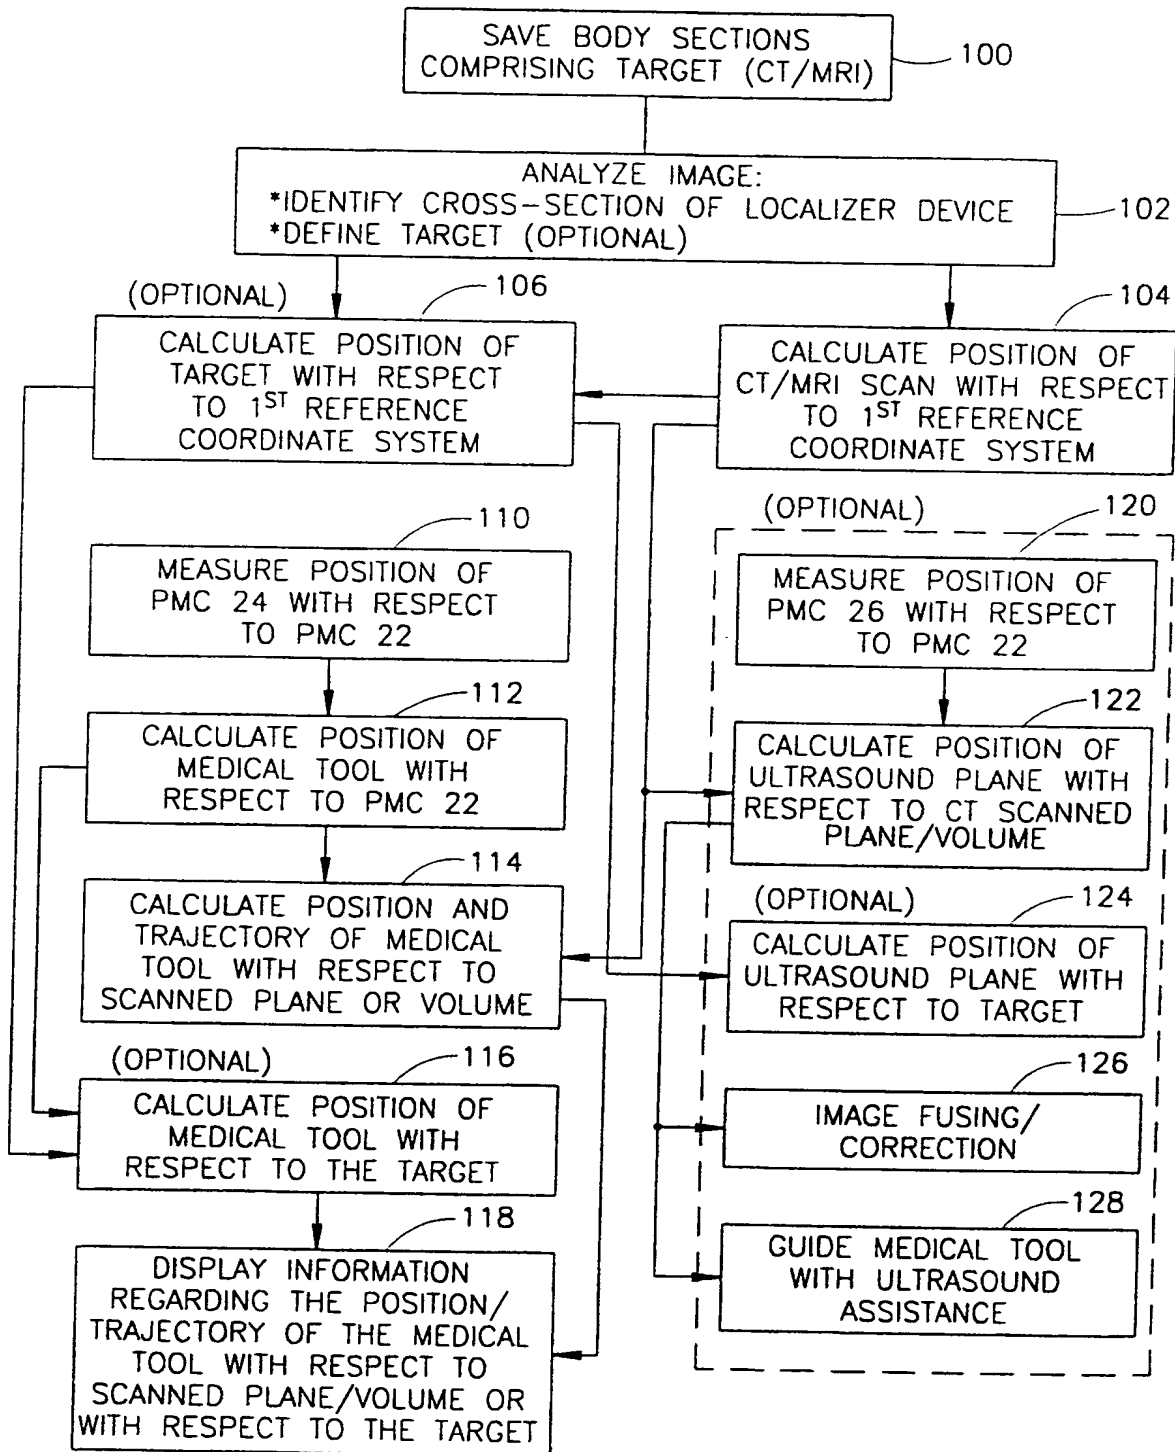 SAVE BODY SECTIONS
COMPRISING TARGET (CT/MRI)
100
ANALYZE IMAGE:
*IDENTIFY CROSS-SECTION OF LOCALIZER DEVICE
*DEFINE TARGET (OPTIONAL)
102
(OPTIONAL)
106
CALCULATE POSITION OF
TARGET WITH RESPECT
TO 1ST REFERENCE
COORDINATE SYSTEM
104
CALCULATE POSITION OF
CT/MRI SCAN WITH RESPECT
TO 1ST REFERENCE
COORDINATE SYSTEM
110
MEASURE POSITION OF
PMC 24 WITH RESPECT
TO PMC 22
112
CALCULATE POSITION OF
MEDICAL TOOL WITH
RESPECT TO PMC 22
114
CALCULATE POSITION AND
TRAJECTORY OF MEDICAL
TOOL WITH RESPECT TO
SCANNED PLANE OR VOLUME
(OPTIONAL)
116
CALCULATE POSITION OF
MEDICAL TOOL WITH
RESPECT TO THE TARGET
118
DISPLAY INFORMATION
REGARDING THE POSITION/
TRAJECTORY OF THE MEDICAL
TOOL WITH RESPECT TO
SCANNED PLANE/VOLUME OR
WITH RESPECT TO THE TARGET
(OPTIONAL)
120
MEASURE POSITION OF
PMC 26 WITH RESPECT
TO PMC 22
122
CALCULATE POSITION OF
ULTRASOUND PLANE WITH
RESPECT TO CT SCANNED
PLANE/VOLUME
(OPTIONAL)
124
CALCULATE POSITION OF
ULTRASOUND PLANE WITH
RESPECT TO TARGET
126
IMAGE FUSING/
CORRECTION
128
GUIDE MEDICAL TOOL
WITH ULTRASOUND
ASSISTANCE